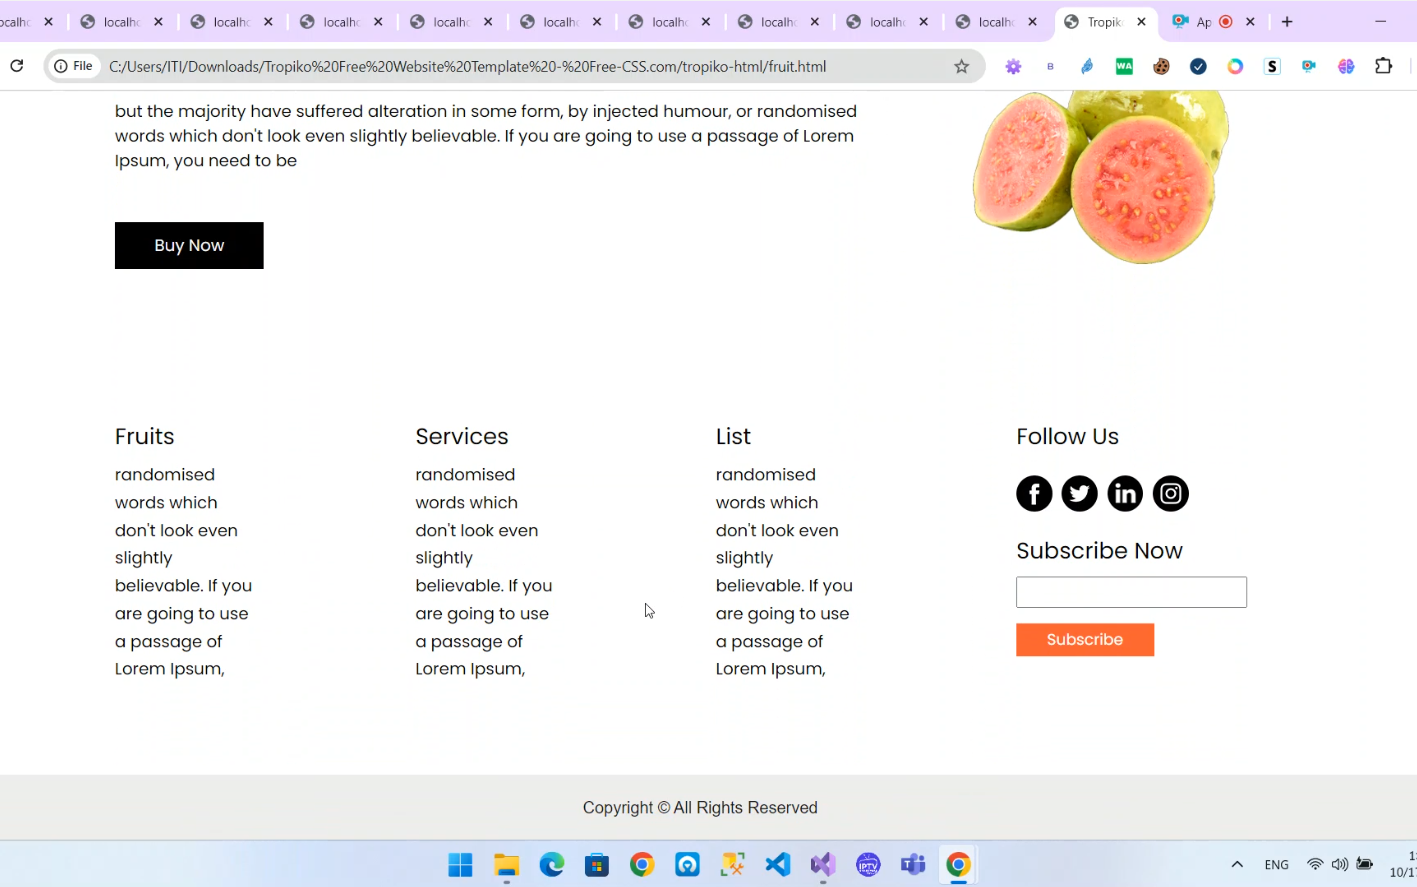 localho
localho
localho
localho
localho
localho
localho
localho
localho
Tropik
Ap
File
C:/Users/ITI/Downloads/Tropiko%20Free%20Website%20Template%20-%20Free-CSS.com/tropiko-html/fruit.html
B
WA
S
but the majority have suffered alteration in some form, by injected humour, or randomised
words which don't look even slightly believable. If you are going to use a passage of Lorem
Ipsum, you need to be
Buy Now
Fruits
randomised
words which
don't look even
slightly
believable. If you
are going to use
a passage of
Lorem Ipsum,
Services
randomised
words which
don't look even
slightly
believable. If you
are going to use
a passage of
Lorem Ipsum,
List
randomised
words which
don't look even
slightly
believable. If you
are going to use
a passage of
Lorem Ipsum,
Follow Us
Subscribe Now
Subscribe
Copyright © All Rights Reserved
IPTV
ENG